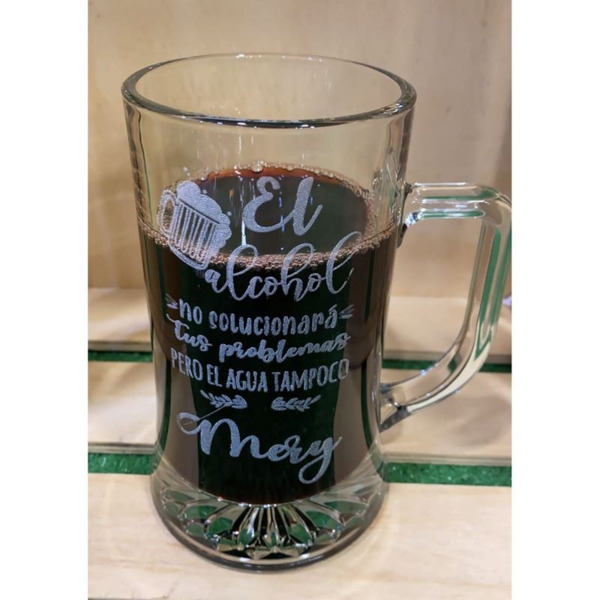 El
alcohol
no solucionará
tus problemas
PERO EL AGUA TAMPOCO
Mery